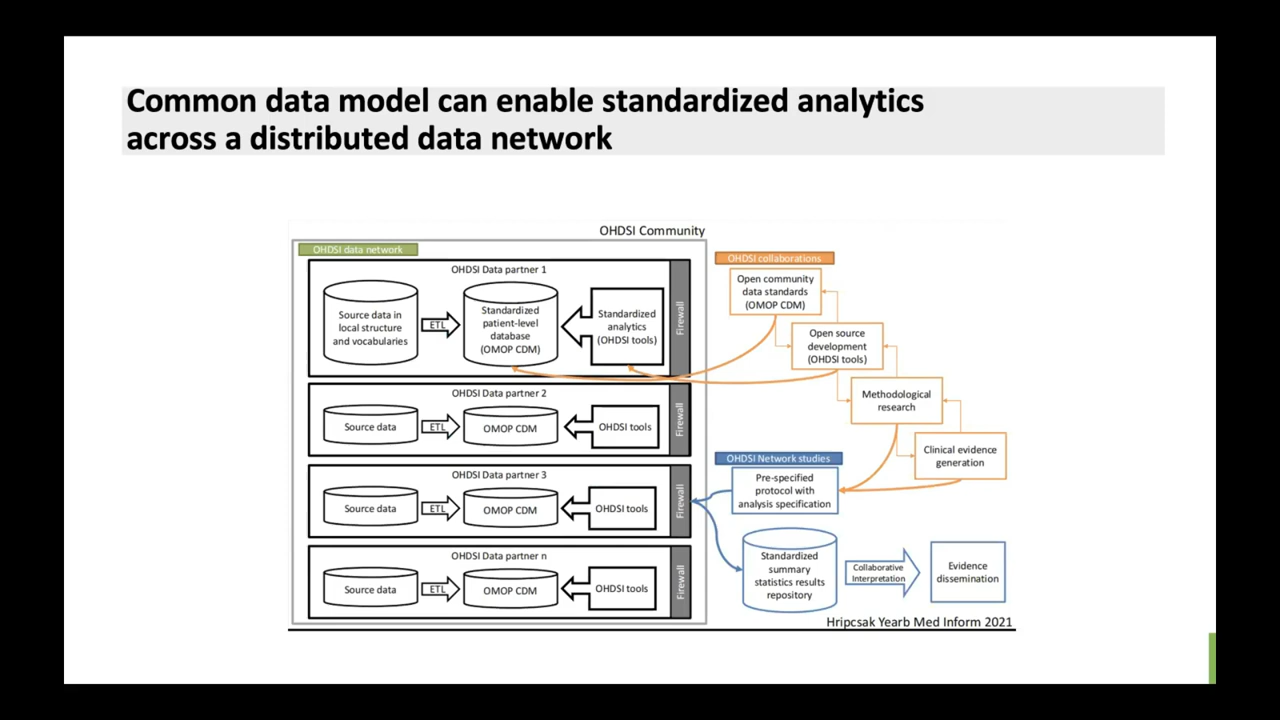 Common data model can enable standardized analytics
across a distributed data network
OHDSI Community
OHDSI data network
OHDSI Data partner 1
Source data in
local structure
and vocabularies
ETL
Standardized
patient-level
database
(OMOP CDM)
Standardized
analytics
(OHDSI tools)
Firewall
OHDSI Data partner 2
Source data
ETL
OMOP CDM
OHDSI tools
Firewall
OHDSI Data partner 3
Source data
ETL
OMOP CDM
OHDSI tools
Firewall
OHDSI Data partner n
Source data
ETL
OMOP CDM
OHDSI tools
Firewall
OHDSI collaborations
Open community
data standards
(OMOP CDM)
Open source
development
(OHDSI tools)
Methodological
research
Clinical evidence
generation
OHDSI Network studies
Pre-specified
protocol with
analysis specification
Standardized
summary
statistics results
repository
Collaborative
Interpretation
Evidence
dissemination
Hripcsak Yearb Med Inform 2021